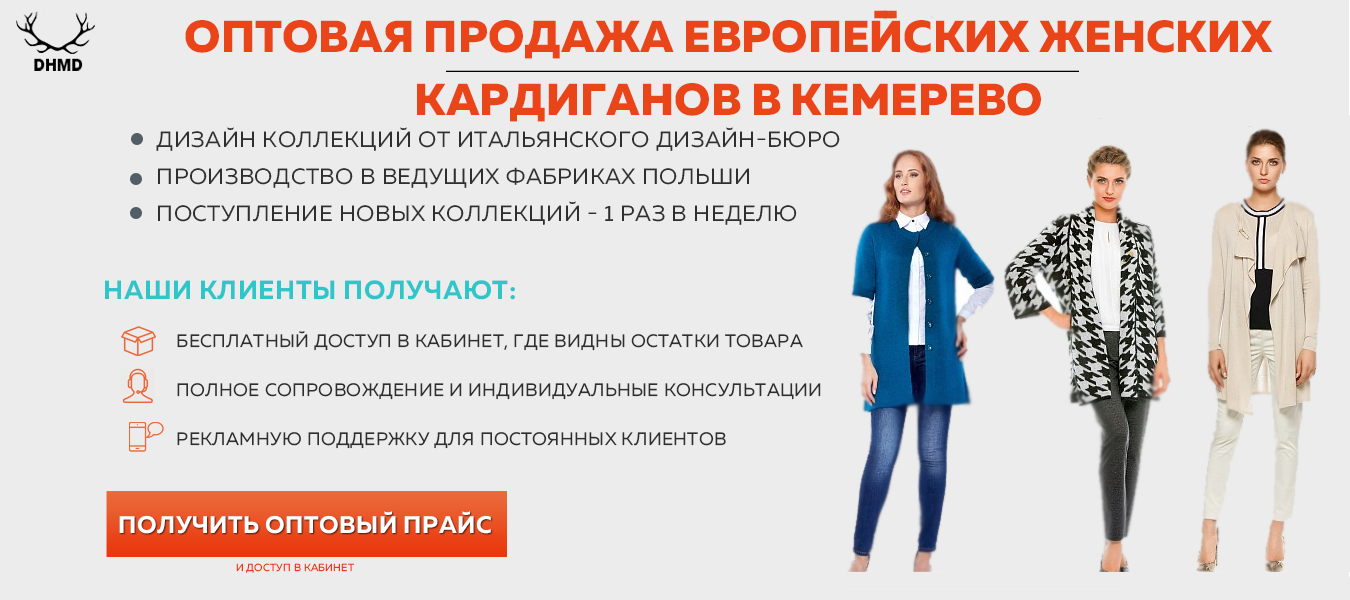 DHMD
ОПТОВАЯ ПРОДАЖА ЕВРОПЕЙСКИХ ЖЕНСКИХ
КАРДИГАНОВ В КЕМЕРЕВО
ДИЗАЙН КОЛЛЕКЦИЙ ОТ ИТАЛЬЯНСКОГО ДИЗАЙН-БЮРО
ПРОИЗВОДСТВО В ВЕДУЩИХ ФАБРИКАХ ПОЛЬШИ
ПОСТУПЛЕНИЕ НОВЫХ КОЛЛЕКЦИЙ - 1 РАЗ В НЕДЕЛЮ
НАШИ КЛИЕНТЫ ПОЛУЧАЮТ:
БЕСПЛАТНЫЙ ДОСТУП В КАБИНЕТ, ГДЕ ВИДНЫ ОСТАТКИ ТОВАРА
ПОЛНОЕ СОПРОВОЖДЕНИЕ И ИНДИВИДУАЛЬНЫЕ КОНСУЛЬТАЦИИ
РЕКЛАМНУЮ ПОДДЕРЖКУ ДЛЯ ПОСТОЯННЫХ КЛИЕНТОВ
ПОЛУЧИТЬ ОПТОВЫЙ ПРАЙС
И ДОСТУП В КАБИНЕТ